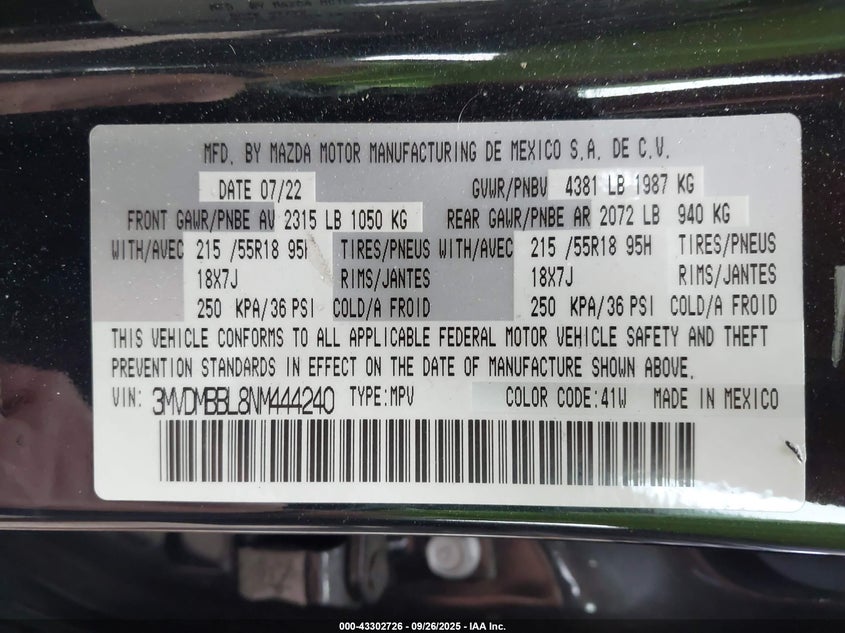 MFD. BY MAZDA MOTOR MANUFACTURING DE MEXICO S.A. DE C.V.
DATE 07/22 GVWR/PNBV 4381 LB 1987 KG
FRONT GAWR/PNBE AV 2315 LB 1050 KG REAR GAWR/PNBE AR 2072 LB 940 KG
WITH/AVEC 215 /55R18 95H TIRES/PNEUS WITH/AVEC 215 /55R18 95H TIRES/PNEUS
18X7J RIMS/JANTES 18X7J RIMS/JANTES
250 KPA/36 PSI COLD/A FROID 250 KPA/36 PSI COLD/A FROID
THIS VEHICLE CONFORMS TO ALL APPLICABLE FEDERAL MOTOR VEHICLE SAFETY AND THEFT
PREVENTION STANDARDS IN EFFECT ON THE DATE OF MANUFACTURE SHOWN ABOVE.
VIN: 3MVDMBBL8NM444240 TYPE:MPV COLOR CODE:41W MADE IN MEXICO
000-43302726 - 09/26/2025 - IAA Inc.